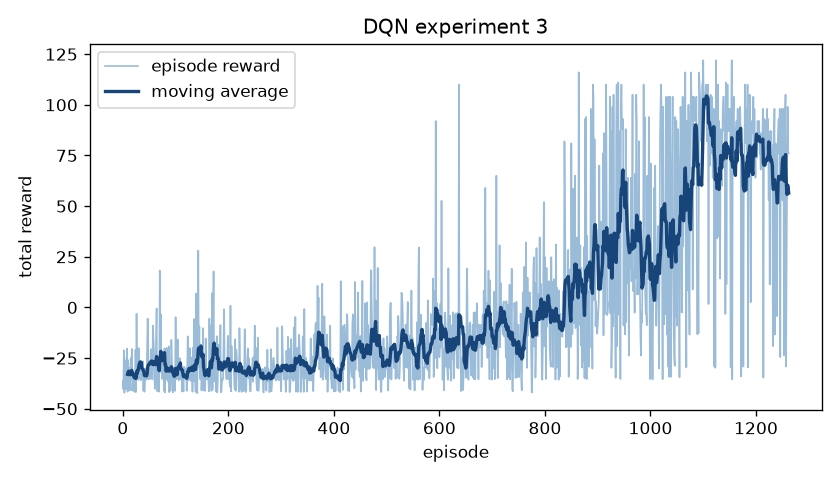 DQN experiment 3
episode reward
moving average
total reward
125
100
75
50
25
0
−25
−50
0 200 400 600 800 1000 1200
episode